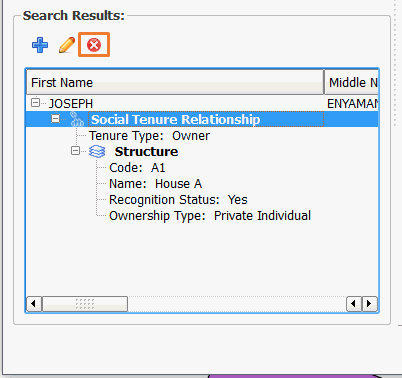 Search Results:
First Name Middle N
JOSEPH ENYAMAN
Social Tenure Relationship
Tenure Type: Owner
Structure
Code: A1
Name: House A
Recognition Status: Yes
Ownership Type: Private Individual